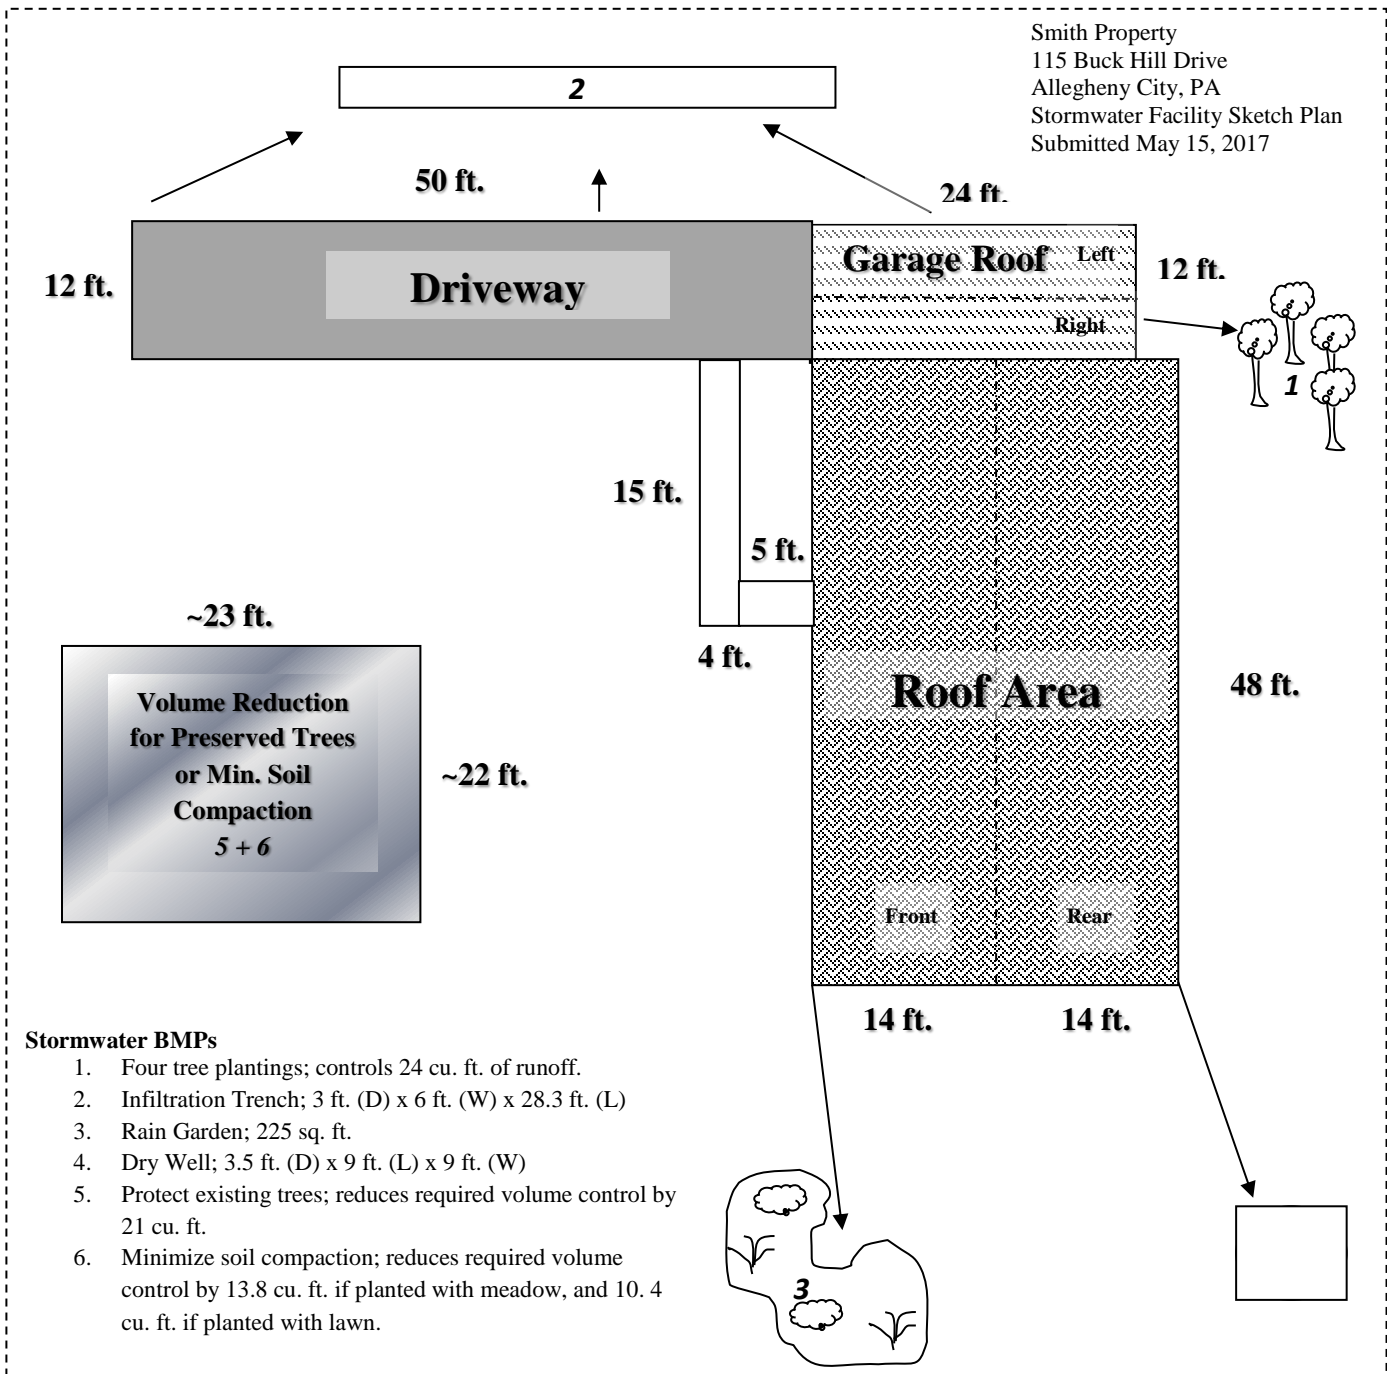 Smith Property
115 Buck Hill Drive
Allegheny City, PA
Stormwater Facility Sketch Plan
Submitted May 15, 2017
2
50 ft.
24 ft.
12 ft.
Driveway
Garage Roof
Left
Right
12 ft.
1
15 ft.
5 ft.
4 ft.
~23 ft.
Volume Reduction
for Preserved Trees
or Min. Soil
Compaction
5 + 6
~22 ft.
Roof Area
48 ft.
Front
Rear
14 ft.
14 ft.
Stormwater BMPs
1. Four tree plantings; controls 24 cu. ft. of runoff.
2. Infiltration Trench; 3 ft. (D) x 6 ft. (W) x 28.3 ft. (L)
3. Rain Garden; 225 sq. ft.
4. Dry Well; 3.5 ft. (D) x 9 ft. (L) x 9 ft. (W)
5. Protect existing trees; reduces required volume control by
21 cu. ft.
6. Minimize soil compaction; reduces required volume
control by 13.8 cu. ft. if planted with meadow, and 10. 4
cu. ft. if planted with lawn.
3